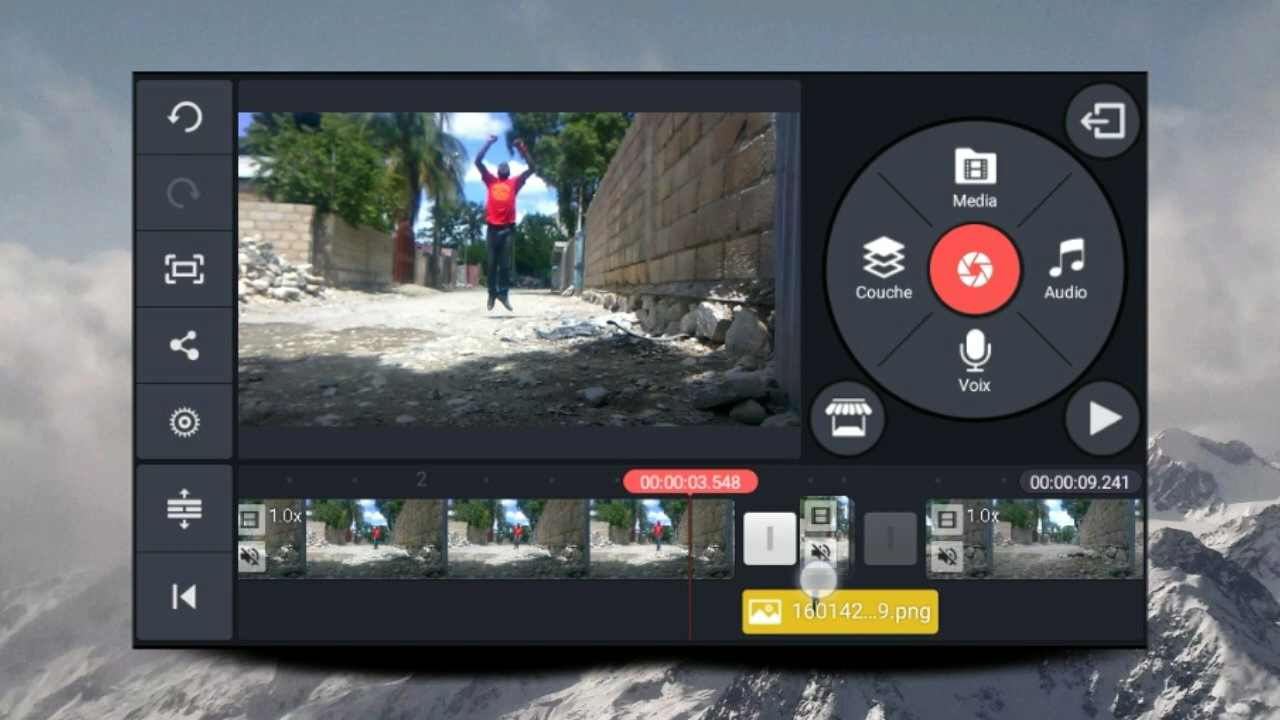 Media
Couche
Audio
Voix
2
00:00:03.548
00:00:09.241
1.0x
1.0x
160142...9.png